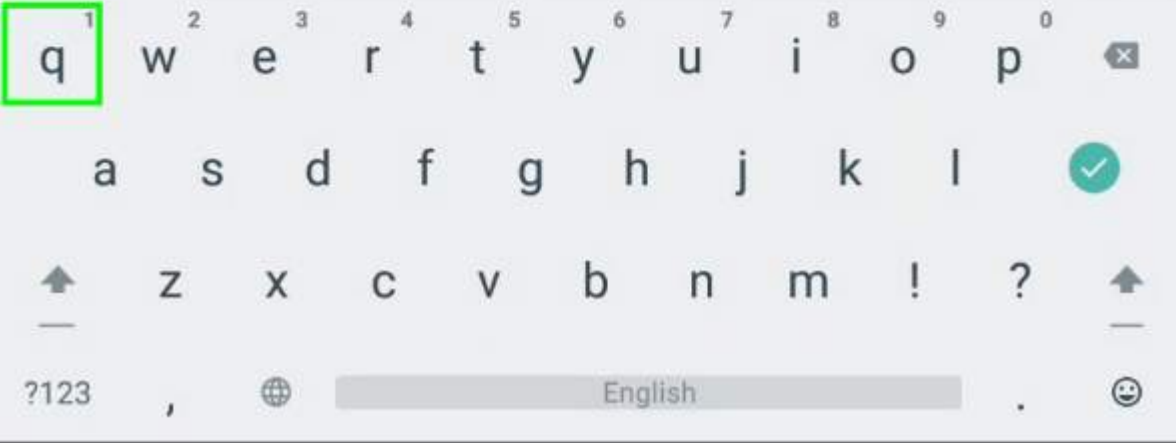 1 2 3 4 5 6 7 8 9 0
q w e r t y u i o p
a s d f g h j k l
z x c v b n m ! ?
?123 , English .